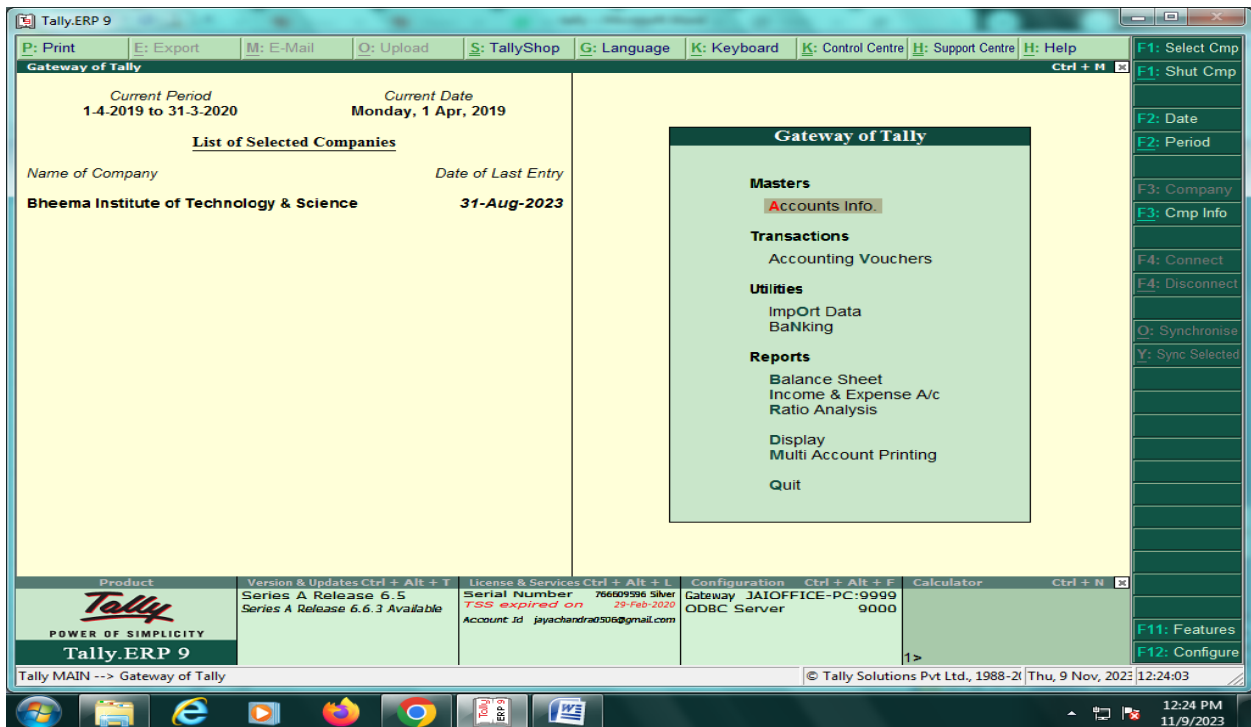 Tally.ERP 9
P: Print E: Export M: E-Mail O: Upload S: TallyShop G: Language K: Keyboard K: Control Centre H: Support Centre H: Help
Gateway of Tally Ctrl + M
Current Period Current Date
1-4-2019 to 31-3-2020 Monday, 1 Apr, 2019
List of Selected Companies
Name of Company Date of Last Entry
Bheema Institute of Technology & Science 31-Aug-2023
Gateway of Tally
Masters
Accounts Info.
Transactions
Accounting Vouchers
Utilities
ImpOrt Data
BaNking
Reports
Balance Sheet
Income & Expense A/c
Ratio Analysis
Display
Multi Account Printing
Quit
F1: Select Cmp
F1: Shut Cmp
F2: Date
F2: Period
F3: Company
F3: Cmp Info
F4: Connect
F4: Disconnect
O: Synchronise
Y: Sync Selected
F11: Features
F12: Configure
Product
Tally
POWER OF SIMPLICITY
Tally.ERP 9
Version & Updates Ctrl + Alt + T
Series A Release 6.5
Series A Release 6.6.3 Available
License & Services Ctrl + Alt + L
Serial Number 766609596 Silver
TSS expired on 29-Feb-2020
Account Id jayachandra0506@gmail.com
Configuration Ctrl + Alt + F
Gateway JAIOFFICE-PC:9999
ODBC Server 9000
Calculator Ctrl + N
1>
Tally MAIN --> Gateway of Tally © Tally Solutions Pvt Ltd., 1988-2( Thu, 9 Nov, 2023 12:24:03
Tally
ERP 9
12:24 PM
11/9/2023